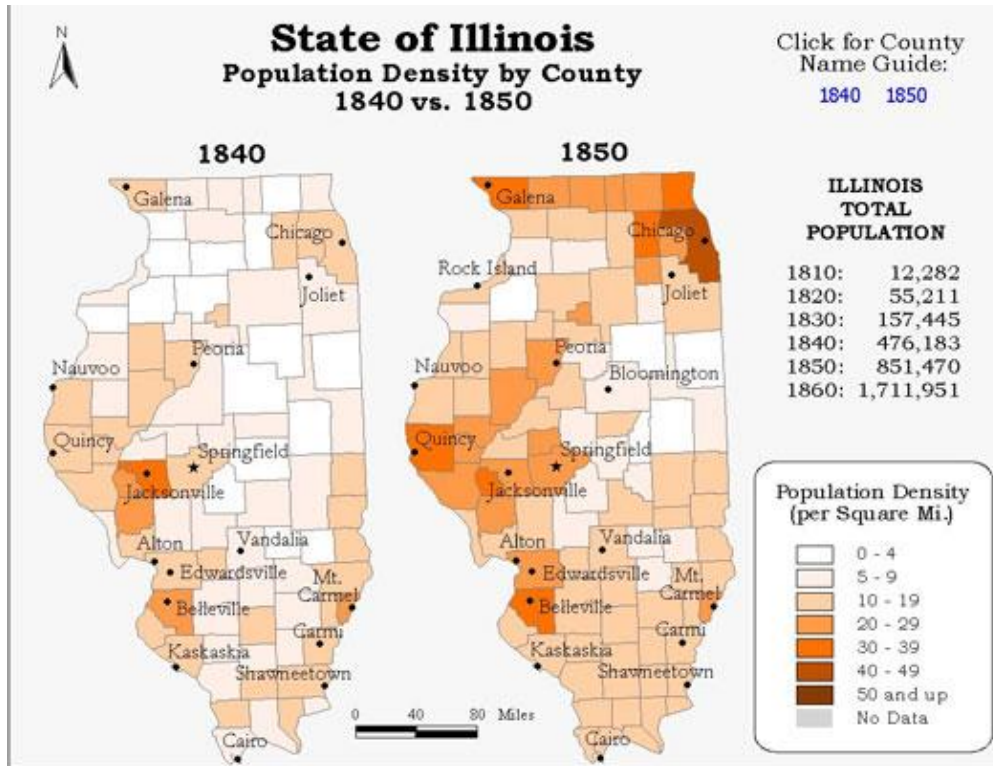 N
State of Illinois
Population Density by County
1840 vs. 1850
Click for County
Name Guide:
1840 1850
1840
Galena
Chicago
Joliet
Peoria
Nauvoo
Quincy
Springfield
Jacksonville
Vandalia
Alton
Edwardsville
Mt.
Carmel
Belleville
Carmi
Kaskaskia
Shawneetown
Cairo
1850
Galena
Chicago
Rock Island
Joliet
Peoria
Nauvoo
Bloomington
Quincy
Springfield
Jacksonville
Vandalia
Alton
Edwardsville
Mt.
Carmel
Belleville
Carmi
Kaskaskia
Shawneetown
Cairo
0 40 80 Miles
ILLINOIS
TOTAL
POPULATION
1810: 12,282
1820: 55,211
1830: 157,445
1840: 476,183
1850: 851,470
1860: 1,711,951
Population Density
(per Square Mi.)
0 - 4
5 - 9
10 - 19
20 - 29
30 - 39
40 - 49
50 and up
No Data